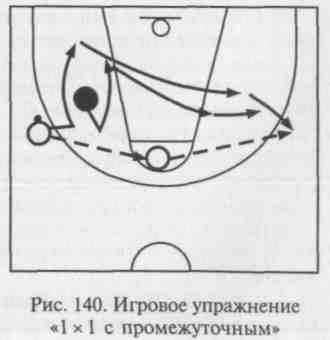 Рис. 140. Игровое упражнение
«1 × 1 с промежуточным»